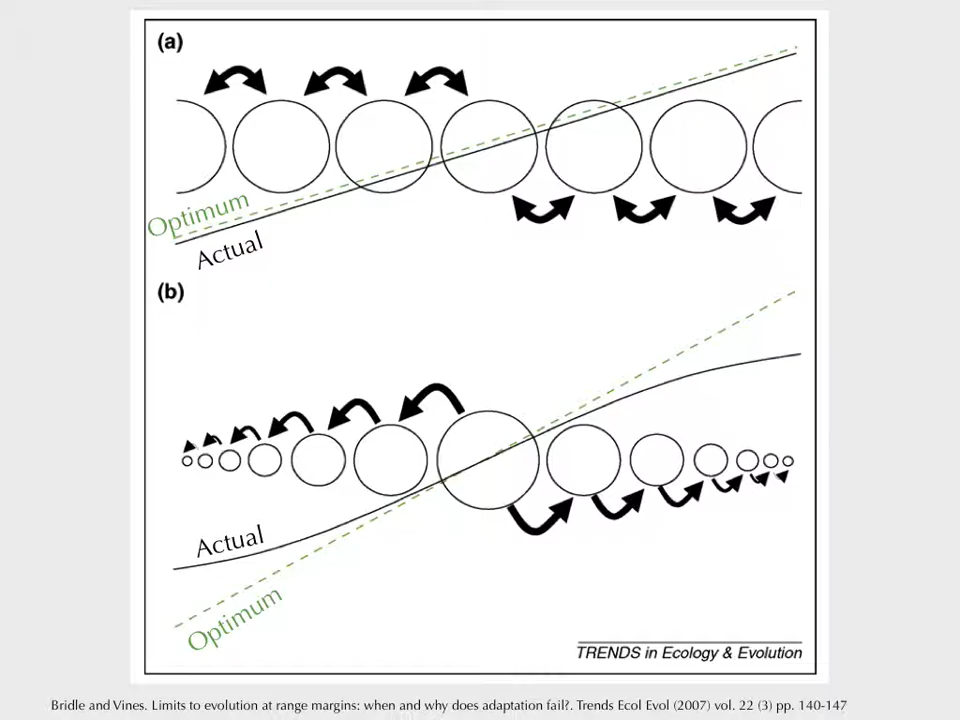 (a)
Optimum
Actual
(b)
Actual
Optimum
TRENDS in Ecology & Evolution
Bridle and Vines. Limits to evolution at range margins: when and why does adaptation fail?. Trends Ecol Evol (2007) vol. 22 (3) pp. 140-147